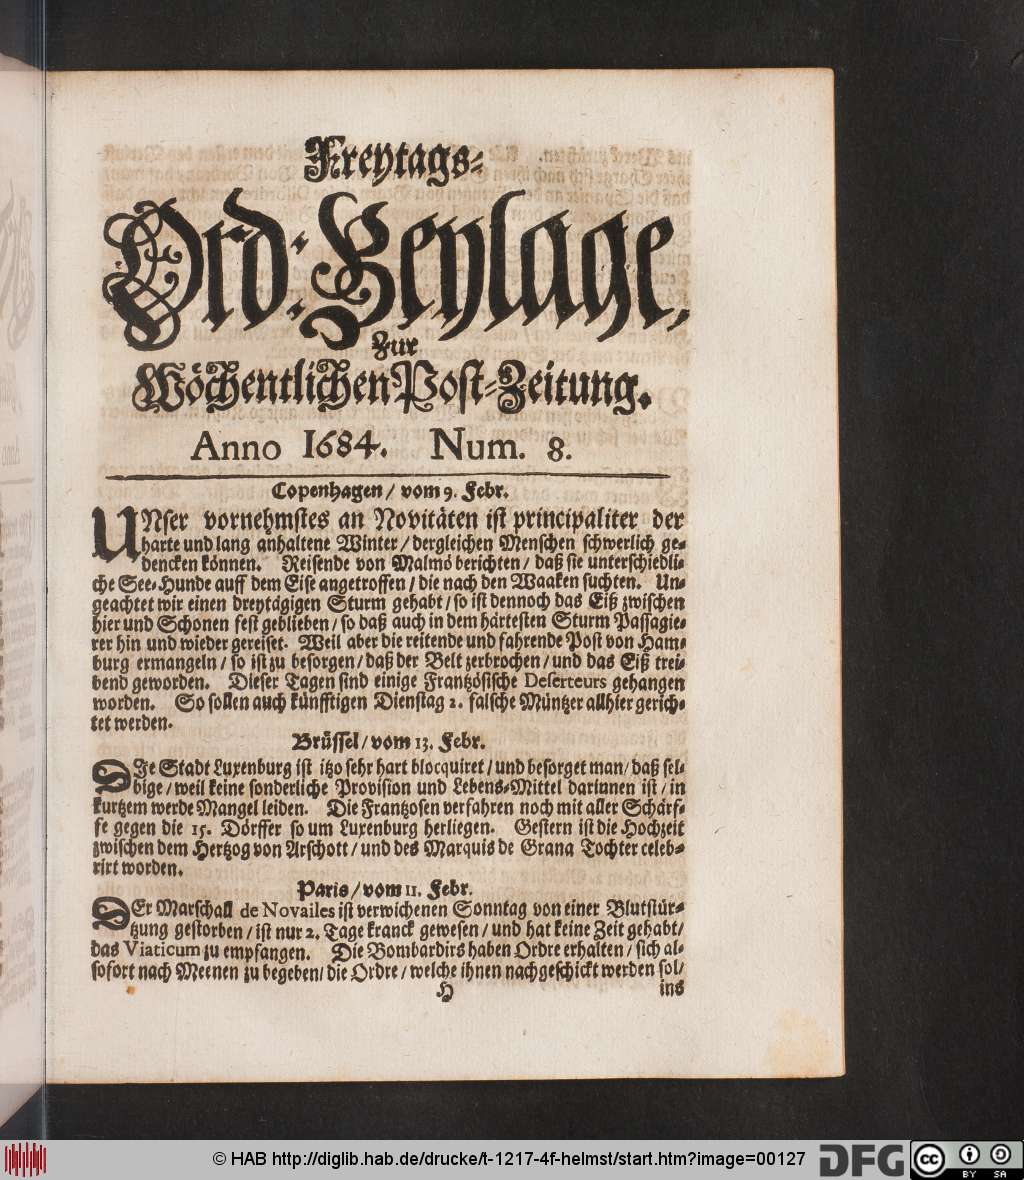 Freytags-
Ord: Beylage,
Zur
Wöchentlichen Post-Zeitung.
Anno 1684. Num. 8.
Copenhagen / vom 9. Febr.
UNser vornehmstes an Novitäten ist principaliter der
harte und lang anhaltene Winter / dergleichen Menschen schwerlich ge-
dencken können. Reisende von Malmö berichten / daß sie unterschiedli-
che See-Hunde auff dem Eise angetroffen / die nach den Waaken suchten. Un-
geachtet wir einen dreytägigen Sturm gehabt / so ist dennoch das Eiß zwischen
hier und Schonen fest geblieben / so daß auch in dem härtesten Sturm Passagie-
rer hin und wieder gereiset. Weil aber die reitende und fahrende Post von Ham-
burg ermangeln / so ist zu besorgen / daß der Belt zerbrochen / und das Eiß trei-
bend geworden. Dieser Tagen sind einige Frantzösische Deserteurs gehangen
worden. So sollen auch künfftigen Dienstag 2. falsche Müntzer allhier gerich-
tet werden.
Brüssel / vom 13. Febr.
DIe Stadt Luxenburg ist itzo sehr hart blocquiret / und besorget man / daß sel-
bige / weil keine sonderliche Provision und Lebens-Mittel darinnen ist / in
kurtzem werde Mangel leiden. Die Frantzosen verfahren noch mit aller Schärf-
fe gegen die 15. Dörffer so um Luxenburg herliegen. Gestern ist die Hochzeit
zwischen dem Hertzog von Arschott / und des Marquis de Grana Tochter celeb-
rirt worden.
Paris / vom 11. Febr.
DEr Marschall de Novailes ist verwichenen Sonntag von einer Blutstür-
tzung gestorben / ist nur 2. Tage kranck gewesen / und hat keine Zeit gehabt /
das Viaticum zu empfangen. Die Bombardirs haben Ordre erhalten / sich al-
sofort nach Meenen zu begeben / die Ordre / welche ihnen nachgeschickt werden sol /
H ins
© HAB http://diglib.hab.de/drucke/t-1217-4f-helmst/start.htm?image=00127
DFG
cc BY SA